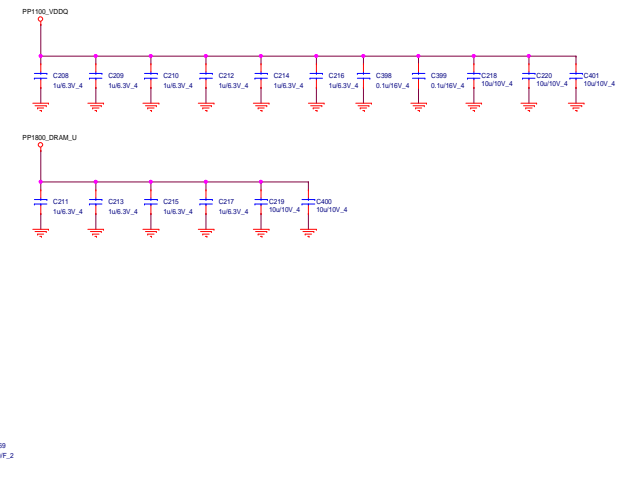 PP1100_VDDQ
C208 C209 C210 C212 C214 C216 C398 C399 C218 C220 C401
1u/6.3V_4 1u/6.3V_4 1u/6.3V_4 1u/6.3V_4 1u/6.3V_4 1u/6.3V_4 0.1u/16V_4 0.1u/16V_4 10u/10V_4 10u/10V_4 10u/10V_4
PP1800_DRAM_U
C211 C213 C215 C217 C219 C400
1u/6.3V_4 1u/6.3V_4 1u/6.3V_4 1u/6.3V_4 10u/10V_4 10u/10V_4
/F_2